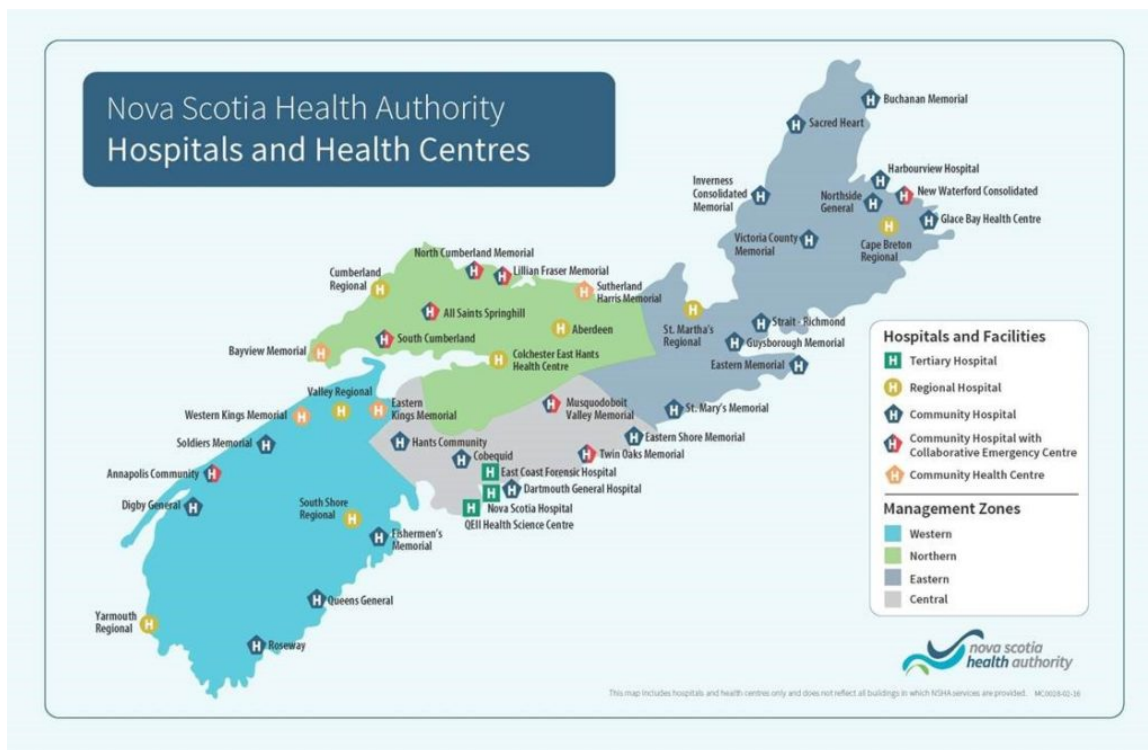 Nova Scotia Health Authority
Hospitals and Health Centres
Buchanan Memorial
Sacred Heart
Harbourview Hospital
Inverness
Consolidated
Memorial
Northside
General
New Waterford Consolidated
Glace Bay Health Centre
Victoria County
Memorial
Cape Breton
Regional
North Cumberland Memorial
Lillian Fraser Memorial
Cumberland
Regional
Sutherland
Harris Memorial
All Saints Springhill
Aberdeen
St. Martha's
Regional
Strait - Richmond
Guysborough Memorial
South Cumberland
Bayview Memorial
Colchester East Hants
Health Centre
Eastern Memorial
Valley Regional
Western Kings Memorial
Eastern
Kings Memorial
Musquodoboit
Valley Memorial
St. Mary's Memorial
Soldiers Memorial
Hants Community
Eastern Shore Memorial
Cobequid
Twin Oaks Memorial
Annapolis Community
East Coast Forensic Hospital
Dartmouth General Hospital
Digby General
South Shore
Regional
Nova Scotia Hospital
QEII Health Science Centre
Fishermen's
Memorial
Queens General
Yarmouth
Regional
Roseway
Hospitals and Facilities
H Tertiary Hospital
H Regional Hospital
H Community Hospital
H Community Hospital with
Collaborative Emergency Centre
H Community Health Centre
Management Zones
Western
Northern
Eastern
Central
nova scotia
health authority
This map includes hospitals and health centres only and does not reflect all buildings in which NSHA services are provided.